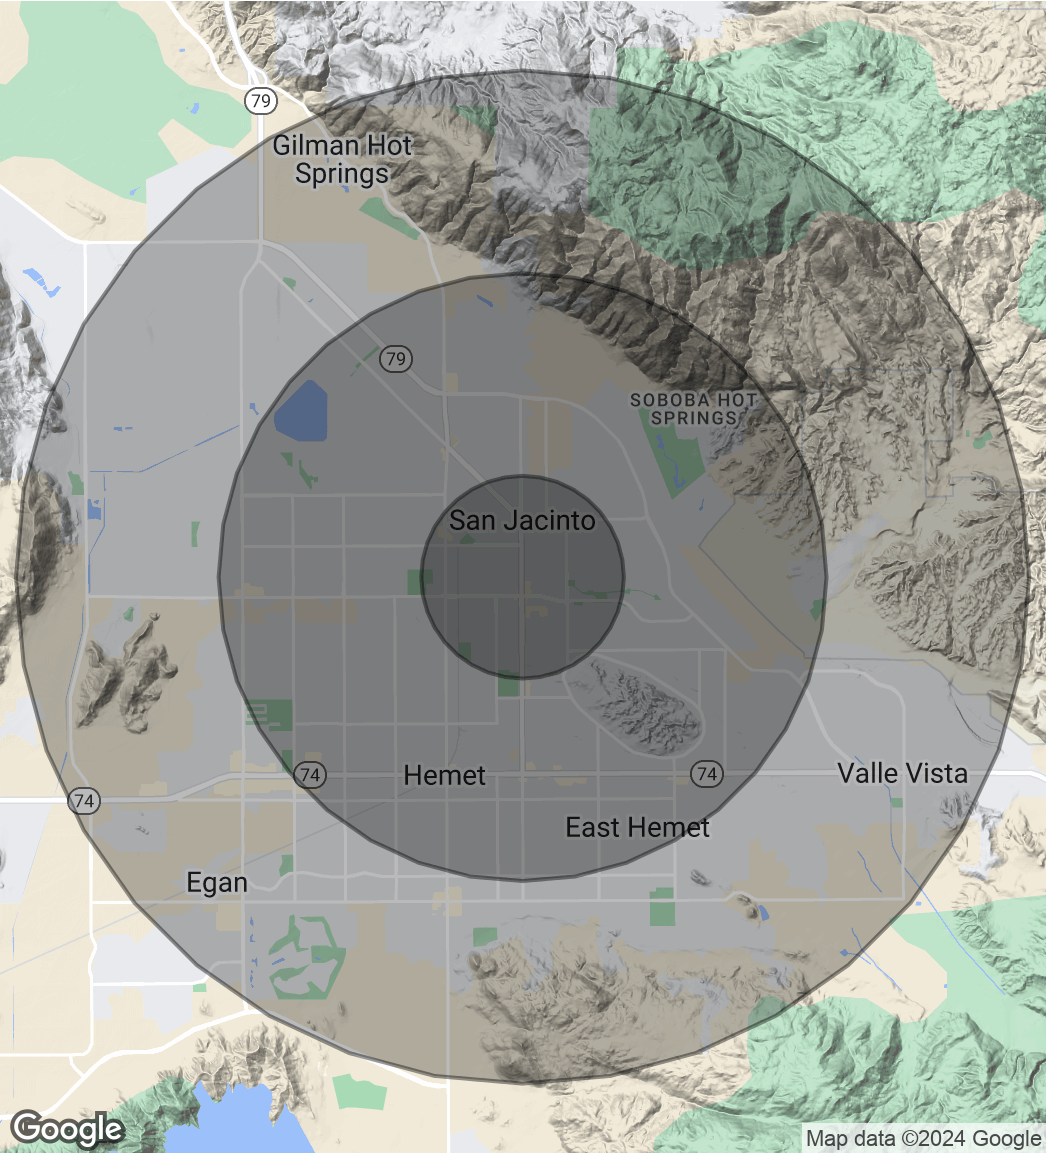 79
Gilman Hot
Springs
79
SOBOBA HOT
SPRINGS
San Jacinto
74
Hemet
74
Valle Vista
74
East Hemet
Egan
Google
Map data ©2024 Google